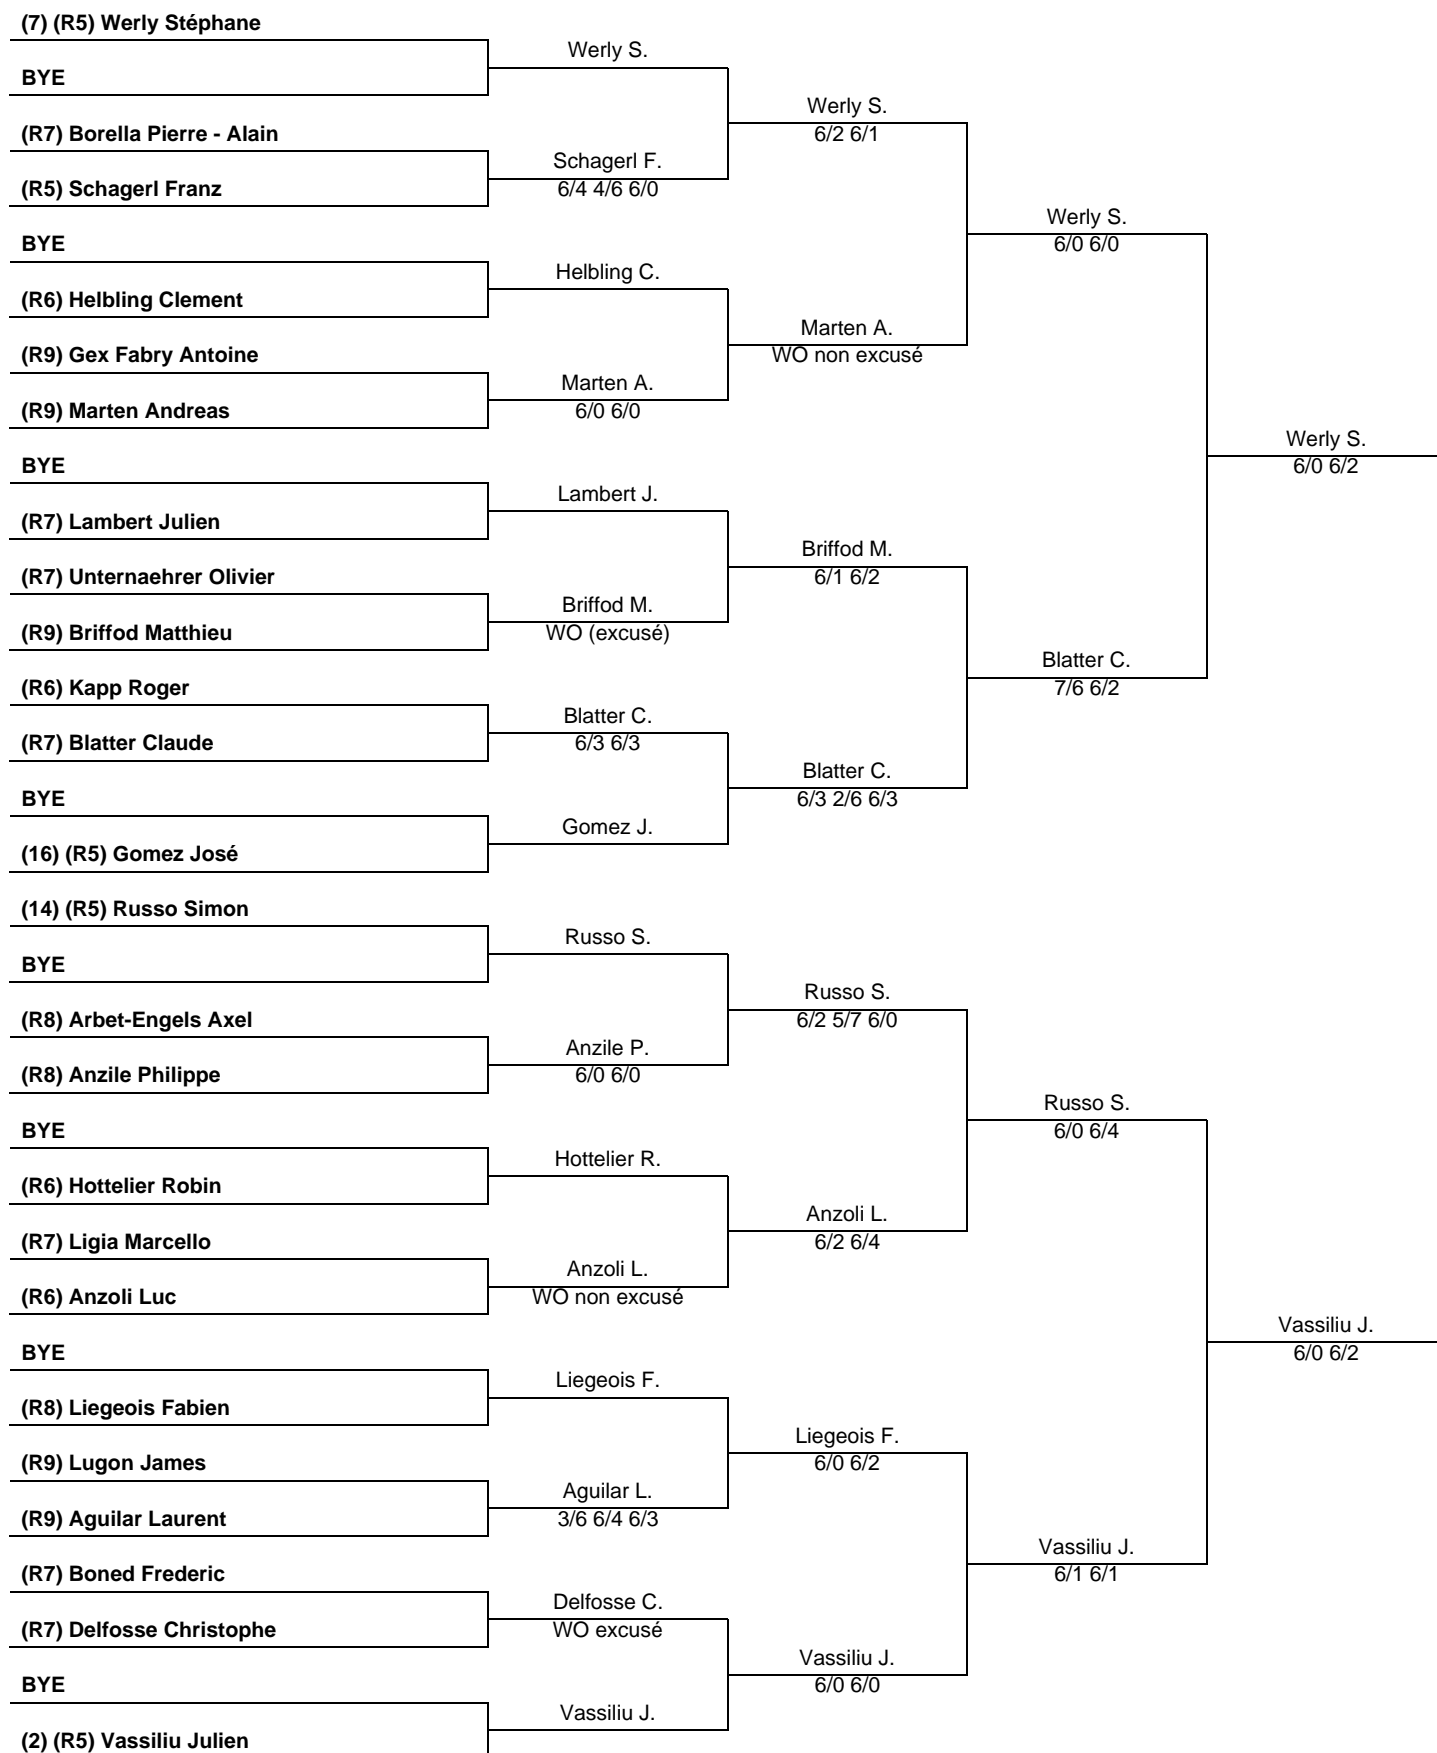 (7) (R5) Werly Stéphane
Werly S.
BYE
Werly S.
6/2 6/1
(R7) Borella Pierre - Alain
Schagerl F.
6/4 4/6 6/0
(R5) Schagerl Franz
Werly S.
6/0 6/0
BYE
Helbling C.
(R6) Helbling Clement
Marten A.
WO non excusé
(R9) Gex Fabry Antoine
Marten A.
6/0 6/0
(R9) Marten Andreas
Werly S.
6/0 6/2
BYE
Lambert J.
(R7) Lambert Julien
Briffod M.
6/1 6/2
(R7) Unternaehrer Olivier
Briffod M.
WO (excusé)
(R9) Briffod Matthieu
Blatter C.
7/6 6/2
(R6) Kapp Roger
Blatter C.
6/3 6/3
(R7) Blatter Claude
Blatter C.
6/3 2/6 6/3
BYE
Gomez J.
(16) (R5) Gomez José
(14) (R5) Russo Simon
Russo S.
BYE
Russo S.
6/2 5/7 6/0
(R8) Arbet-Engels Axel
Anzile P.
6/0 6/0
(R8) Anzile Philippe
Russo S.
6/0 6/4
BYE
Hottelier R.
(R6) Hottelier Robin
Anzoli L.
6/2 6/4
(R7) Ligia Marcello
Anzoli L.
WO non excusé
(R6) Anzoli Luc
Vassiliu J.
6/0 6/2
BYE
Liegeois F.
(R8) Liegeois Fabien
Liegeois F.
6/0 6/2
(R9) Lugon James
Aguilar L.
3/6 6/4 6/3
(R9) Aguilar Laurent
Vassiliu J.
6/1 6/1
(R7) Boned Frederic
Delfosse C.
WO excusé
(R7) Delfosse Christophe
Vassiliu J.
6/0 6/0
BYE
Vassiliu J.
(2) (R5) Vassiliu Julien